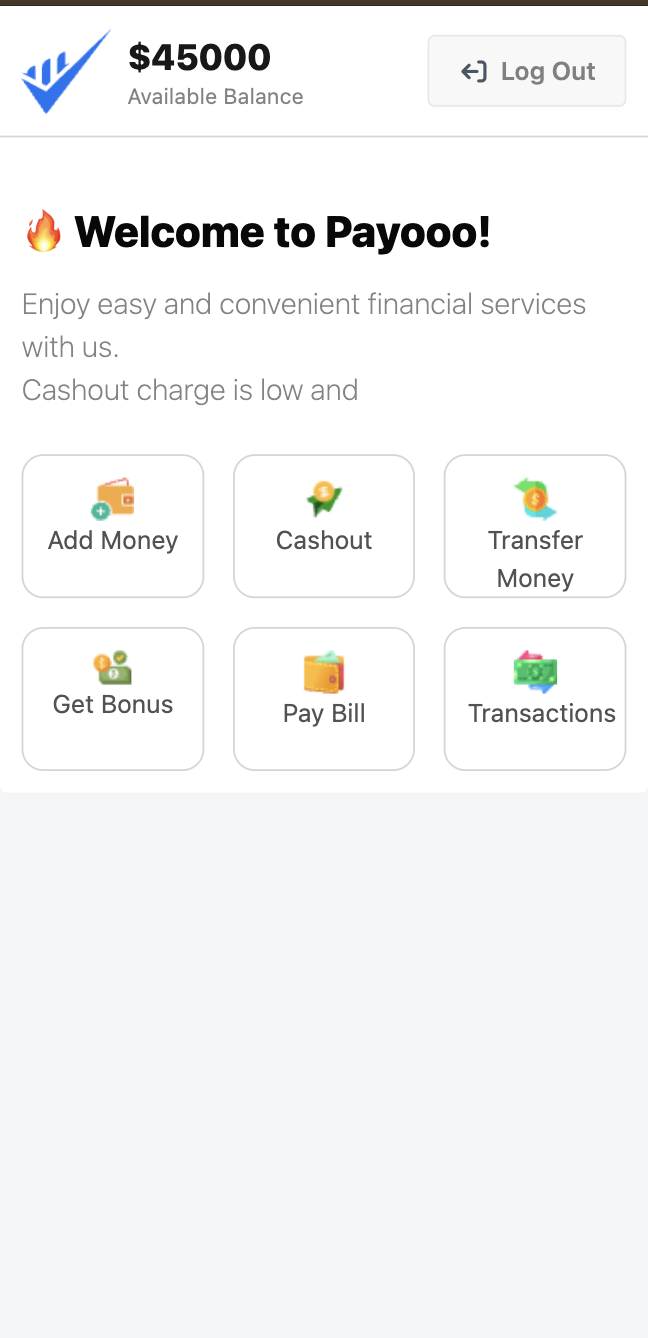 $45000
Available Balance
Log Out
🔥 Welcome to Payooo!
Enjoy easy and convenient financial services
with us.
Cashout charge is low and
Add Money
Cashout
Transfer
Money
Get Bonus
Pay Bill
Transactions